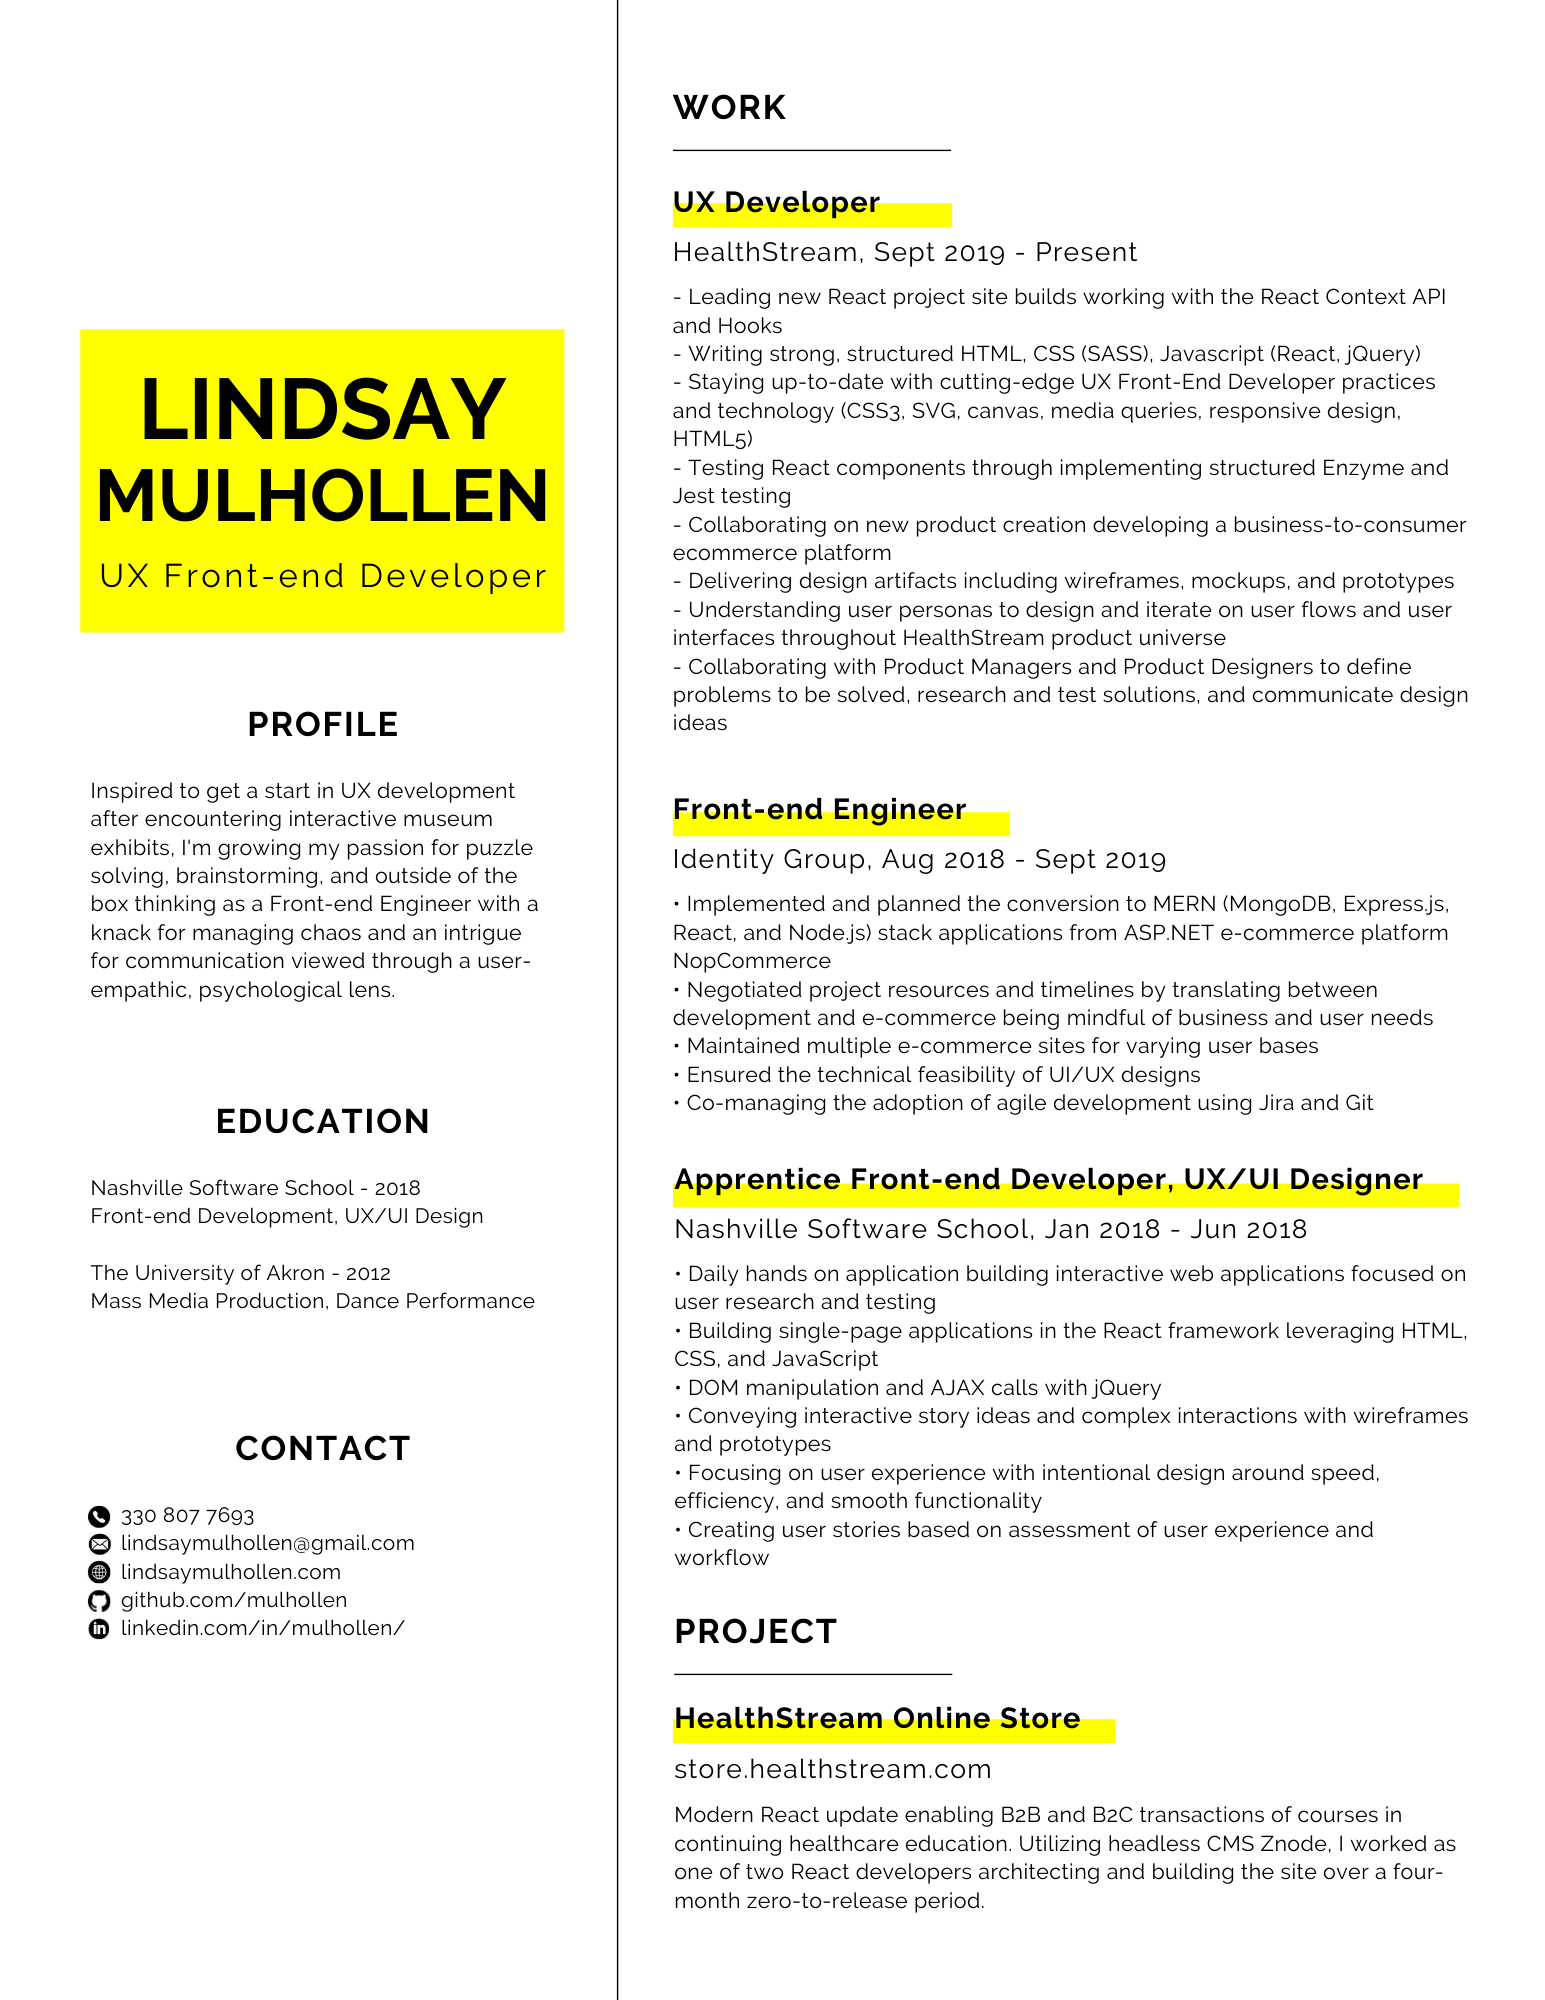 LINDSAY
MULHOLLEN
UX Front-end Developer
PROFILE
Inspired to get a start in UX development
after encountering interactive museum
exhibits, I'm growing my passion for puzzle
solving, brainstorming, and outside of the
box thinking as a Front-end Engineer with a
knack for managing chaos and an intrigue
for communication viewed through a user-
empathic, psychological lens.
EDUCATION
Nashville Software School - 2018
Front-end Development, UX/UI Design
The University of Akron - 2012
Mass Media Production, Dance Performance
CONTACT
330 807 7693
lindsaymulhollen@gmail.com
lindsaymulhollen.com
github.com/mulhollen
linkedin.com/in/mulhollen/
WORK
UX Developer
HealthStream, Sept 2019 - Present
- Leading new React project site builds working with the React Context API
and Hooks
- Writing strong, structured HTML, CSS (SASS), Javascript (React, jQuery)
- Staying up-to-date with cutting-edge UX Front-End Developer practices
and technology (CSS3, SVG, canvas, media queries, responsive design,
HTML5)
- Testing React components through implementing structured Enzyme and
Jest testing
- Collaborating on new product creation developing a business-to-consumer
ecommerce platform
- Delivering design artifacts including wireframes, mockups, and prototypes
- Understanding user personas to design and iterate on user flows and user
interfaces throughout HealthStream product universe
- Collaborating with Product Managers and Product Designers to define
problems to be solved, research and test solutions, and communicate design
ideas
Front-end Engineer
Identity Group, Aug 2018 - Sept 2019
• Implemented and planned the conversion to MERN (MongoDB, Express.js,
React, and Node.js) stack applications from ASP.NET e-commerce platform
NopCommerce
• Negotiated project resources and timelines by translating between
development and e-commerce being mindful of business and user needs
• Maintained multiple e-commerce sites for varying user bases
• Ensured the technical feasibility of UI/UX designs
• Co-managing the adoption of agile development using Jira and Git
Apprentice Front-end Developer, UX/UI Designer
Nashville Software School, Jan 2018 - Jun 2018
• Daily hands on application building interactive web applications focused on
user research and testing
• Building single-page applications in the React framework leveraging HTML,
CSS, and JavaScript
• DOM manipulation and AJAX calls with jQuery
• Conveying interactive story ideas and complex interactions with wireframes
and prototypes
• Focusing on user experience with intentional design around speed,
efficiency, and smooth functionality
• Creating user stories based on assessment of user experience and
workflow
PROJECT
HealthStream Online Store
store.healthstream.com
Modern React update enabling B2B and B2C transactions of courses in
continuing healthcare education. Utilizing headless CMS Znode, I worked as
one of two React developers architecting and building the site over a four-
month zero-to-release period.